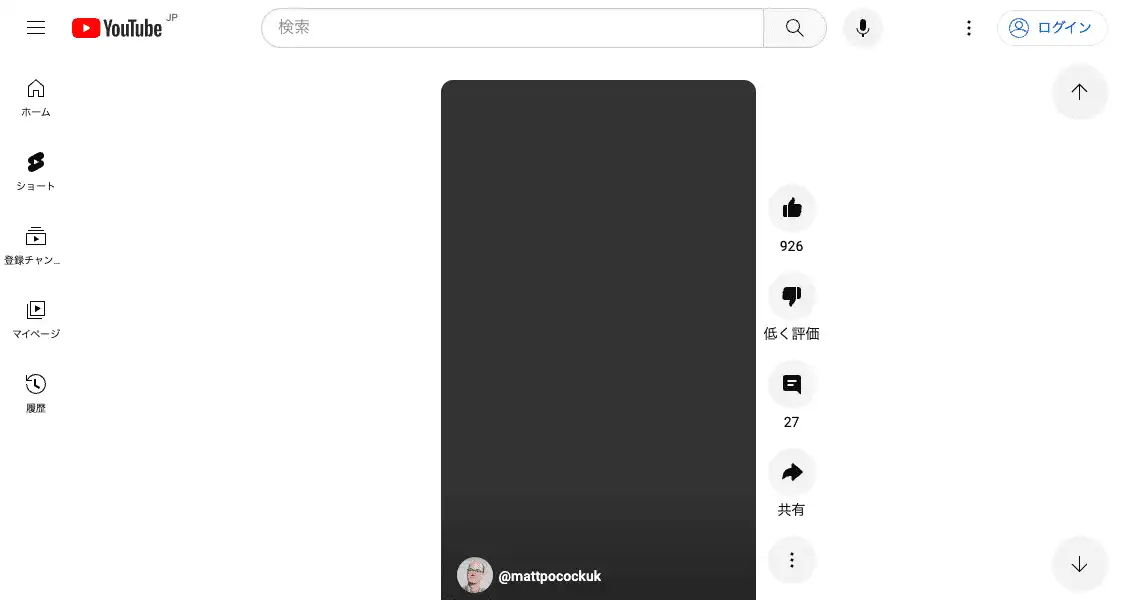 YouTube JP
検索
ログイン
ホーム
ショート
登録チャン...
マイページ
履歴
926
低く評価
27
共有
@mattpocockuk